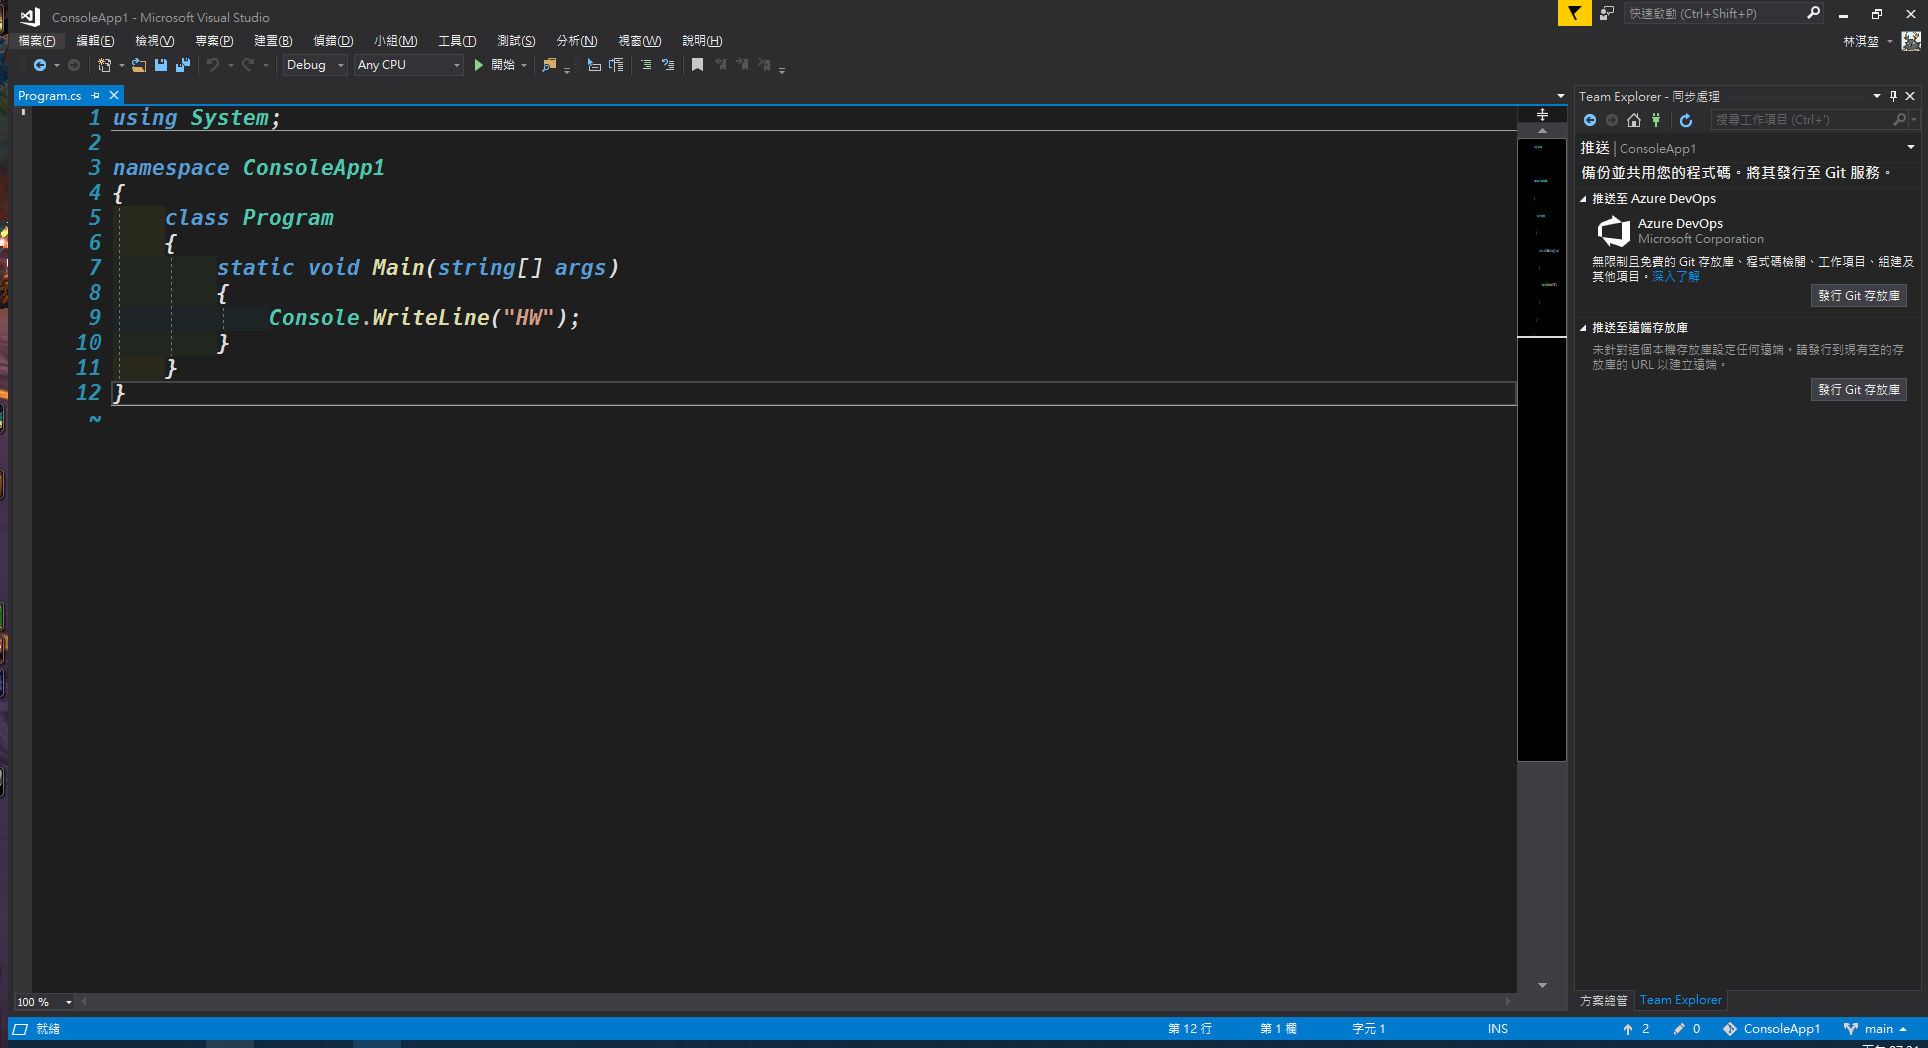 ConsoleApp1 - Microsoft Visual Studio
快速啟動 (Ctrl+Shift+P)
檔案(F) 編輯(E) 檢視(V) 專案(P) 建置(B) 偵錯(D) 小組(M) 工具(T) 測試(S) 分析(N) 視窗(W) 說明(H)
林淇堃
Debug Any CPU 開始
Program.cs
1 using System;
2
3 namespace ConsoleApp1
4 {
5 class Program
6 {
7 static void Main(string[] args)
8 {
9 Console.WriteLine("HW");
10 }
11 }
12 }
~
Team Explorer - 同步處理
搜尋工作項目 (Ctrl+')
推送 | ConsoleApp1
備份並共用您的程式碼。將其發行至 Git 服務。
推送至 Azure DevOps
Azure DevOps
Microsoft Corporation
無限制且免費的 Git 存放庫、程式碼檢閱、工作項目、組建及
其他項目。深入了解
發行 Git 存放庫
推送至遠端存放庫
未針對這個本機存放庫設定任何遠端。請發行到現有空的存
放庫的 URL 以建立遠端。
發行 Git 存放庫
100 %
方案總管 Team Explorer
就緒 第 12 行 第 1 欄 字元 1 INS 2 0 ConsoleApp1 main